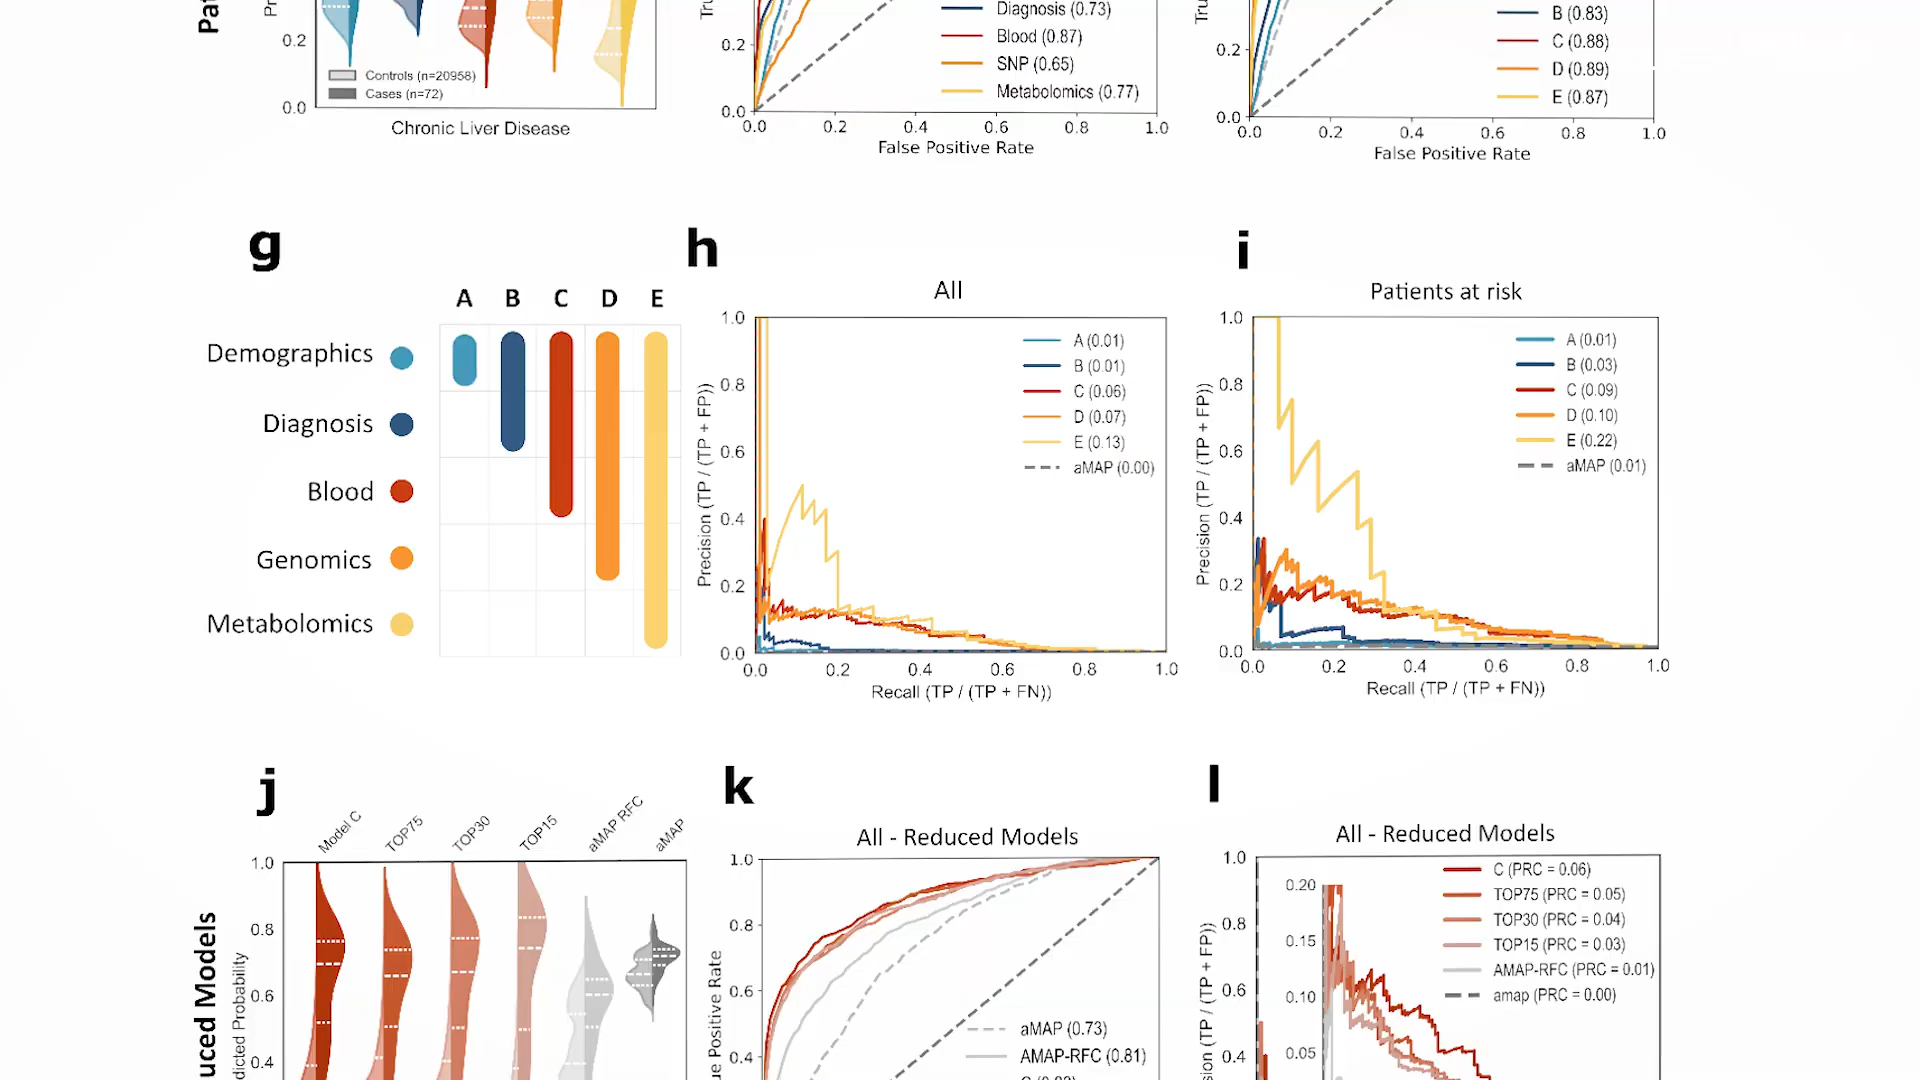 Pat
Pr
0.2
0.0
Controls (n=20958)
Cases (n=72)
Chronic Liver Disease
Tru
0.2
0.0
Diagnosis (0.73)
Blood (0.87)
SNP (0.65)
Metabolomics (0.77)
0.0 0.2 0.4 0.6 0.8 1.0
False Positive Rate
Tru
0.2
0.0
B (0.83)
C (0.88)
D (0.89)
E (0.87)
0.0 0.2 0.4 0.6 0.8 1.0
False Positive Rate
g
A B C D E
Demographics
Diagnosis
Blood
Genomics
Metabolomics
h
All
Precision (TP / (TP + FP))
1.0
0.8
0.6
0.4
0.2
0.0
A (0.01)
B (0.01)
C (0.06)
D (0.07)
E (0.13)
aMAP (0.00)
0.0 0.2 0.4 0.6 0.8 1.0
Recall (TP / (TP + FN))
i
Patients at risk
Precision (TP / (TP + FP))
1.0
0.8
0.6
0.4
0.2
0.0
A (0.01)
B (0.03)
C (0.09)
D (0.10)
E (0.22)
aMAP (0.01)
0.0 0.2 0.4 0.6 0.8 1.0
Recall (TP / (TP + FN))
j
Model C TOP75 TOP30 TOP15 aMAP RFC aMAP
uced Models
dicted Probability
1.0
0.8
0.6
0.4
k
All - Reduced Models
ue Positive Rate
1.0
0.8
0.6
0.4
aMAP (0.73)
AMAP-RFC (0.81)
l
All - Reduced Models
sion (TP / (TP + FP))
1.0
0.8
0.6
0.4
0.20
0.15
0.10
0.05
C (PRC = 0.06)
TOP75 (PRC = 0.05)
TOP30 (PRC = 0.04)
TOP15 (PRC = 0.03)
AMAP-RFC (PRC = 0.01)
amap (PRC = 0.00)